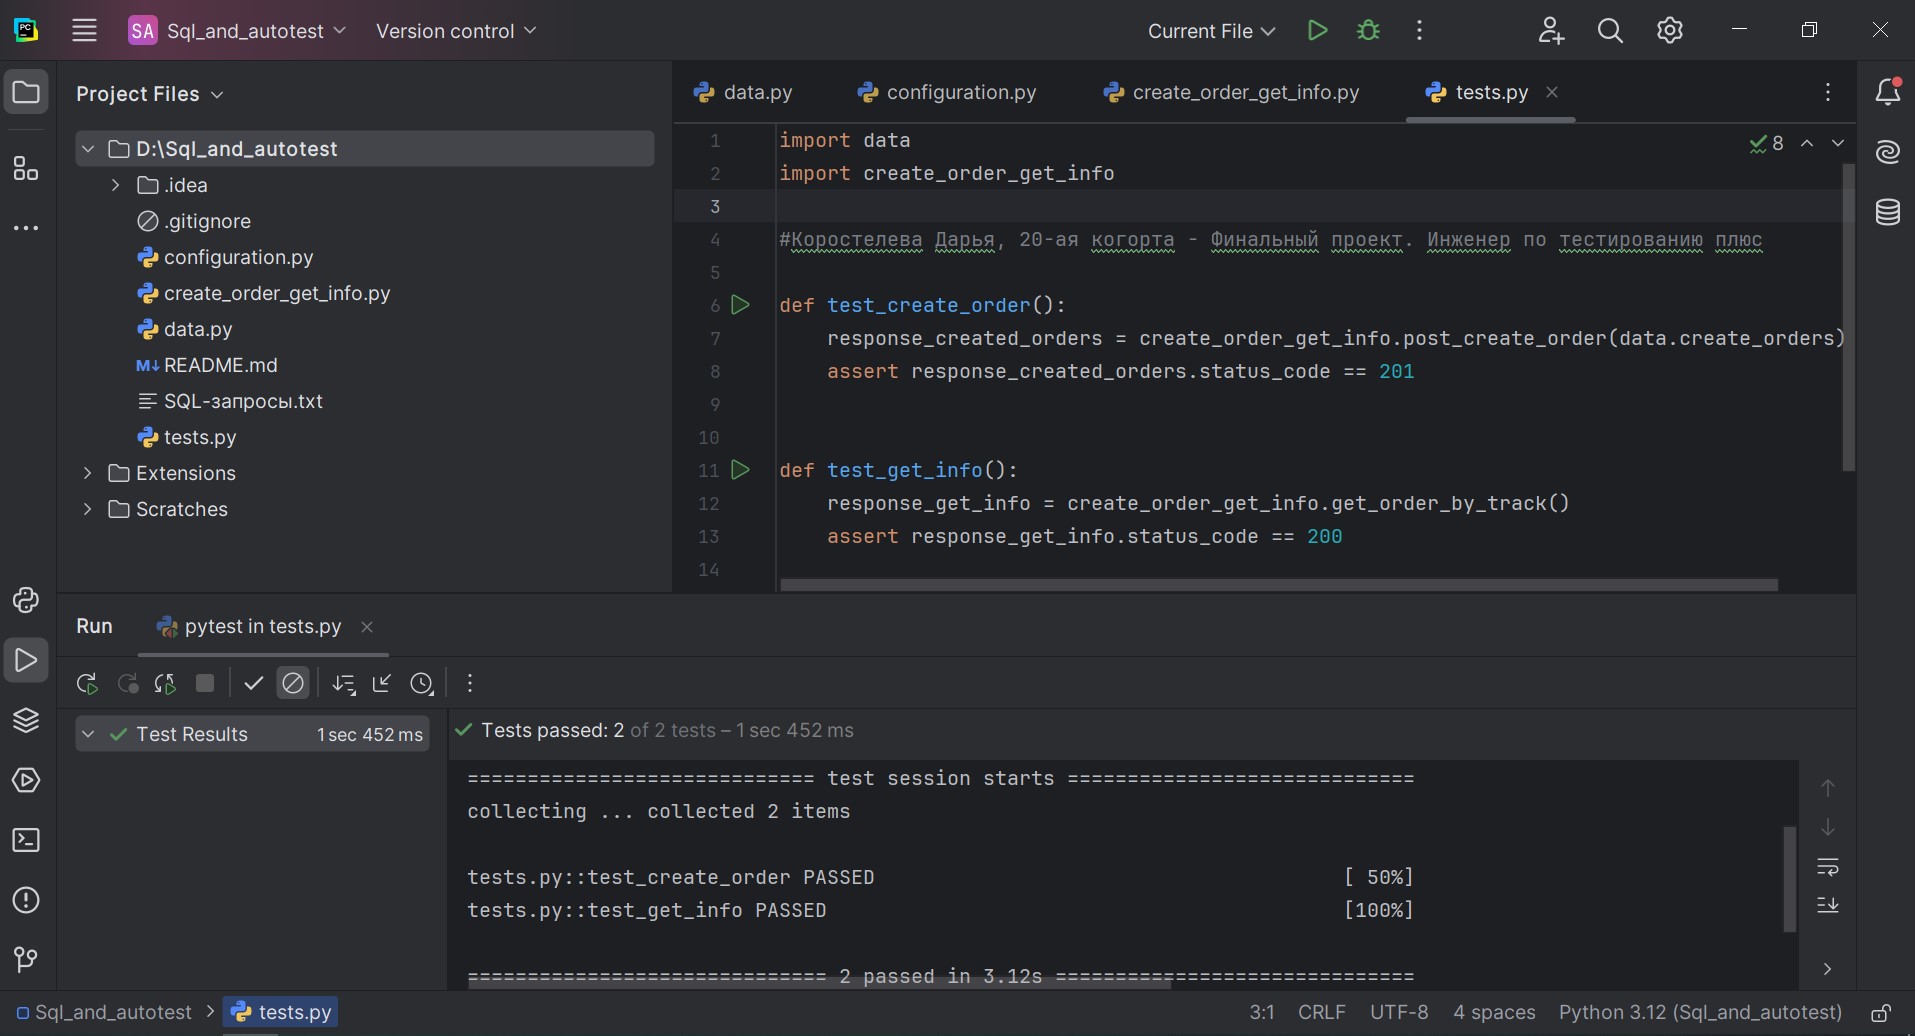 SA Sql_and_autotest Version control Current File
Project Files
D:\Sql_and_autotest
.idea
.gitignore
configuration.py
create_order_get_info.py
data.py
M↓ README.md
SQL-запросы.txt
tests.py
Extensions
Scratches
data.py configuration.py create_order_get_info.py tests.py
8
1 import data
2 import create_order_get_info
3
4 #Коростелева Дарья, 20-ая когорта - Финальный проект. Инженер по тестированию плюс
5
6 def test_create_order():
7 response_created_orders = create_order_get_info.post_create_order(data.create_orders)
8 assert response_created_orders.status_code == 201
9
10
11 def test_get_info():
12 response_get_info = create_order_get_info.get_order_by_track()
13 assert response_get_info.status_code == 200
14
Run pytest in tests.py
Test Results 1 sec 452 ms
Tests passed: 2 of 2 tests – 1 sec 452 ms
============================= test session starts =============================
collecting ... collected 2 items
tests.py::test_create_order PASSED [ 50%]
tests.py::test_get_info PASSED [100%]
============================== 2 passed in 3.12s ==============================
Sql_and_autotest > tests.py 3:1 CRLF UTF-8 4 spaces Python 3.12 (Sql_and_autotest)